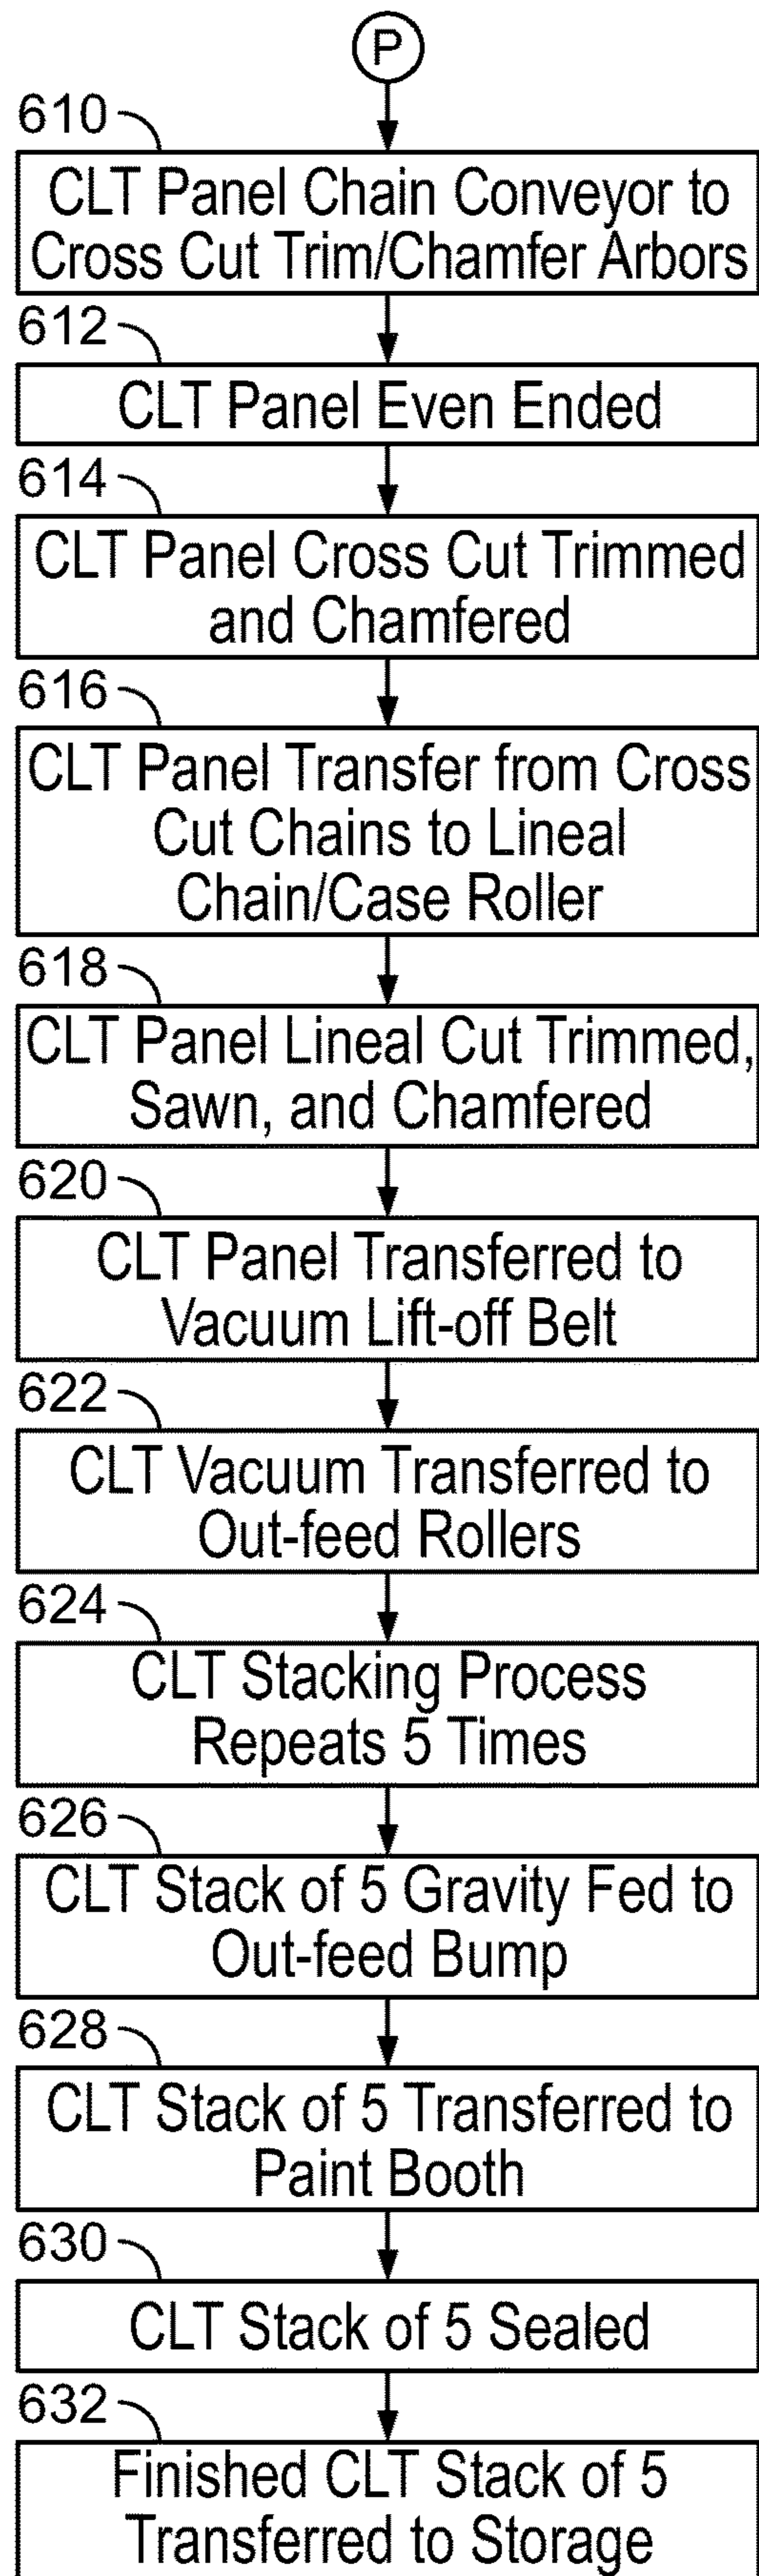 P
610
CLT Panel Chain Conveyor to
Cross Cut Trim/Chamfer Arbors
612
CLT Panel Even Ended
614
CLT Panel Cross Cut Trimmed
and Chamfered
616
CLT Panel Transfer from Cross
Cut Chains to Lineal
Chain/Case Roller
618
CLT Panel Lineal Cut Trimmed,
Sawn, and Chamfered
620
CLT Panel Transferred to
Vacuum Lift-off Belt
622
CLT Vacuum Transferred to
Out-feed Rollers
624
CLT Stacking Process
Repeats 5 Times
626
CLT Stack of 5 Gravity Fed to
Out-feed Bump
628
CLT Stack of 5 Transferred to
Paint Booth
630
CLT Stack of 5 Sealed
632
Finished CLT Stack of 5
Transferred to Storage